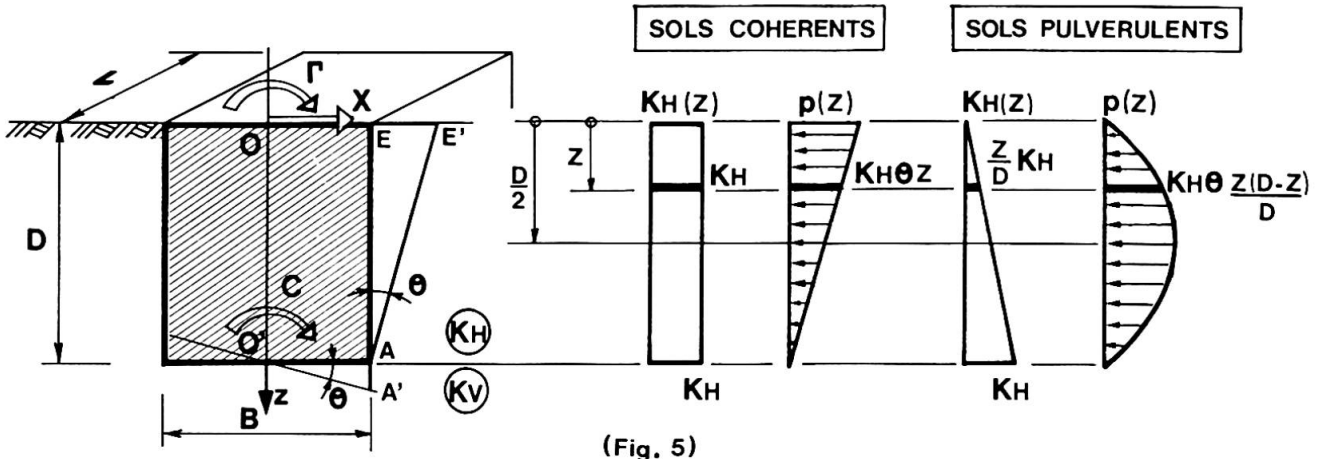 SOLS COHERENTS
SOLS PULVERULENTS
L
Γ
X
KH(Z)
p(z)
KH(Z)
p(z)
O
E
E'
Z
D/2
KH
KHθz
Z/D KH
KHθ Z(D-Z)/D
D
C
θ
O'
A
KH
θ
A'
KV
z
B
KH
KH
(Fig. 5)